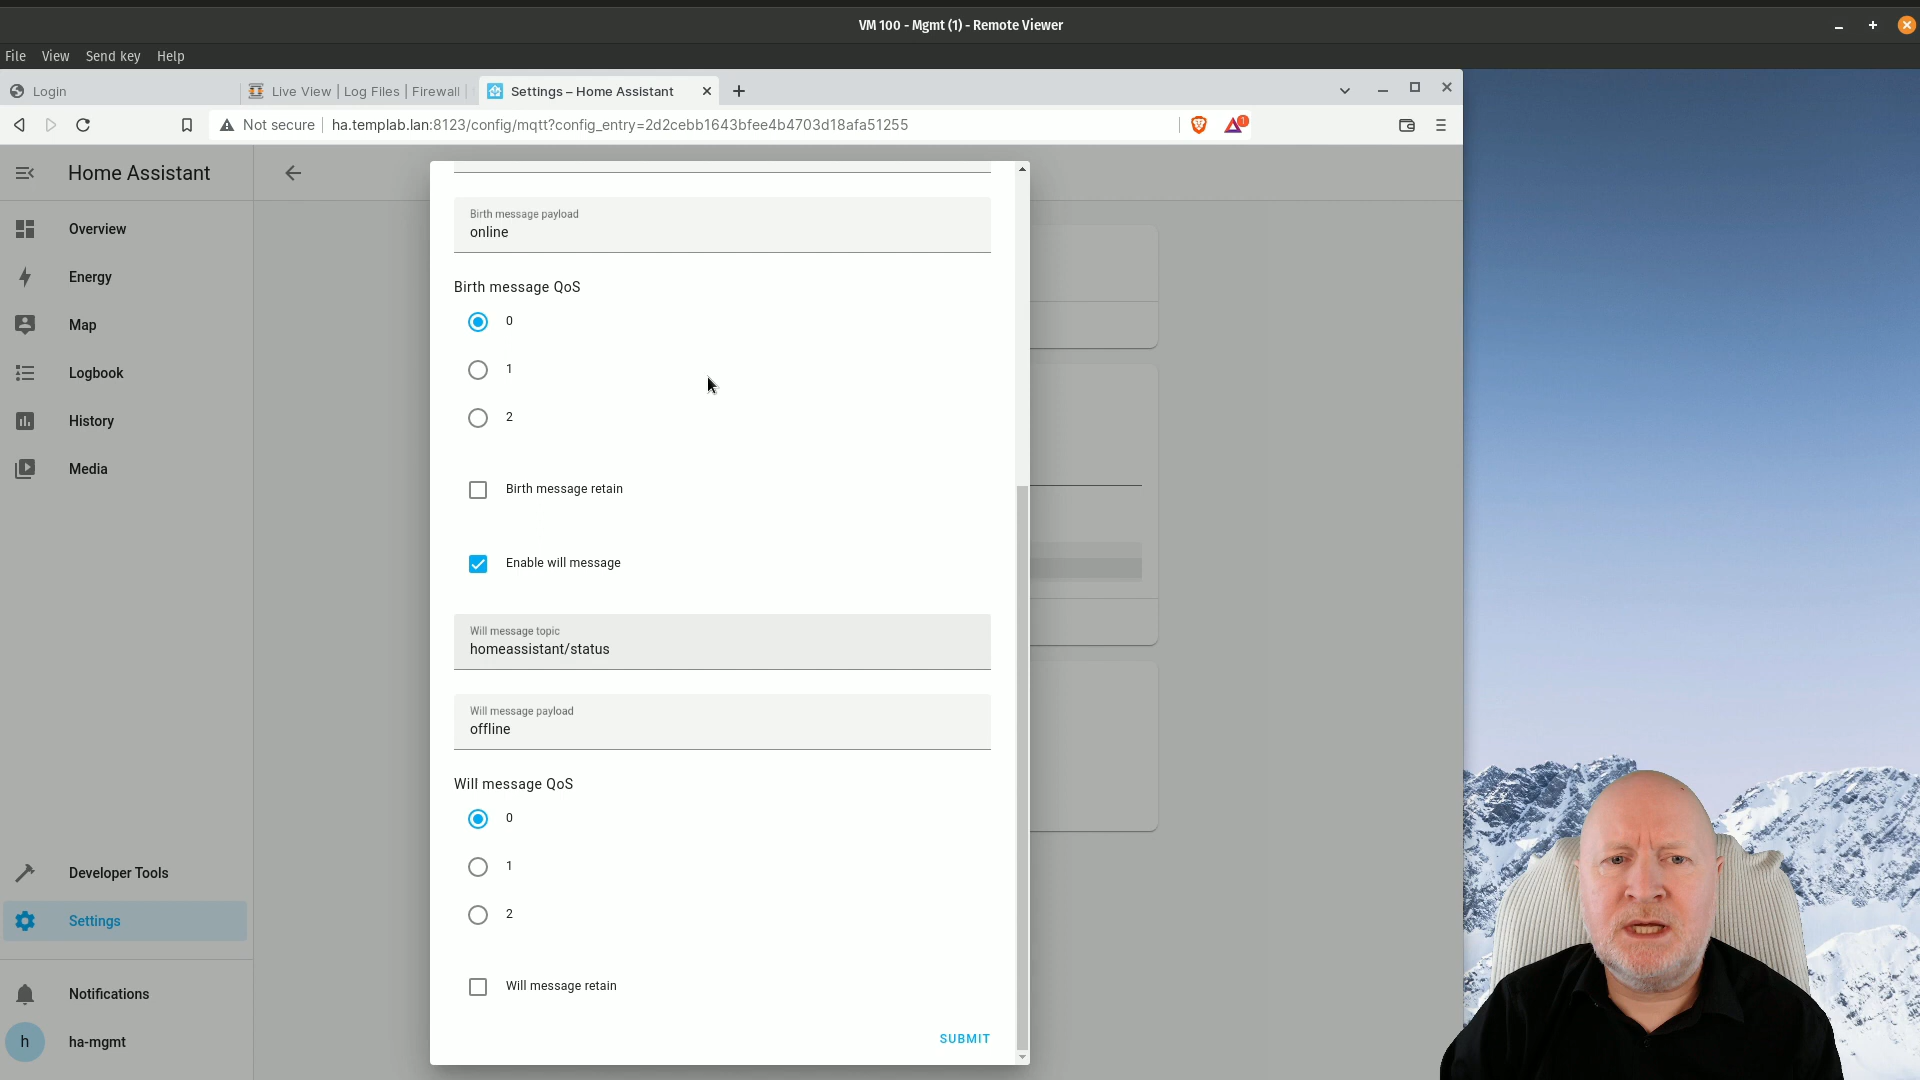 VM 100 - Mgmt (1) - Remote Viewer
File View Send key Help
Login
Live View | Log Files | Firewall |
Settings – Home Assistant
Not secure
ha.templab.lan:8123/config/mqtt?config_entry=2d2cebb1643bfee4b4703d18afa51255
1
Home Assistant
Overview
Energy
Map
Logbook
History
Media
Developer Tools
Settings
Notifications
h
ha-mgmt
Birth message payload
online
Birth message QoS
0
1
2
Birth message retain
Enable will message
Will message topic
homeassistant/status
Will message payload
offline
Will message QoS
0
1
2
Will message retain
SUBMIT